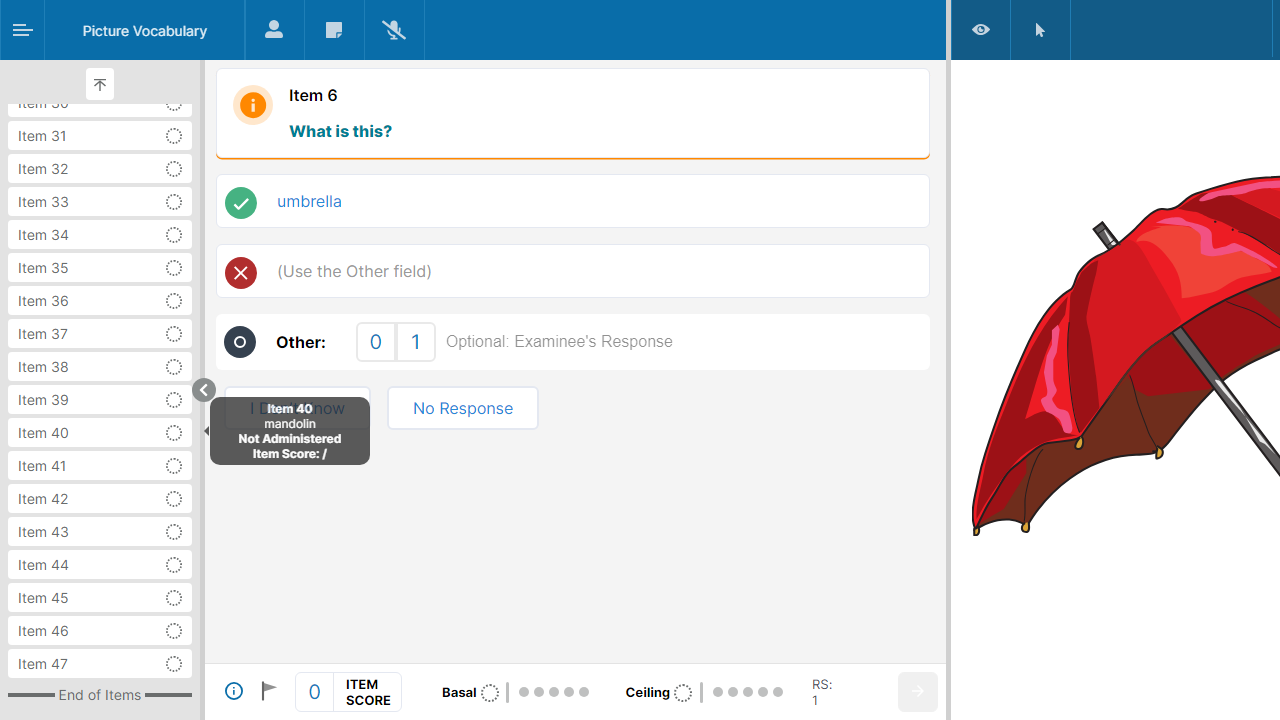 Picture Vocabulary
Item 30
Item 31
Item 32
Item 33
Item 34
Item 35
Item 36
Item 37
Item 38
Item 39
Item 40
Item 41
Item 42
Item 43
Item 44
Item 45
Item 46
Item 47
End of Items
Item 6
What is this?
umbrella
(Use the Other field)
Other:
0
1
Optional: Examinee's Response
No Response
Item 40
mandolin
Not Administered
Item Score: /
0
ITEM
SCORE
Basal
Ceiling
RS:
1